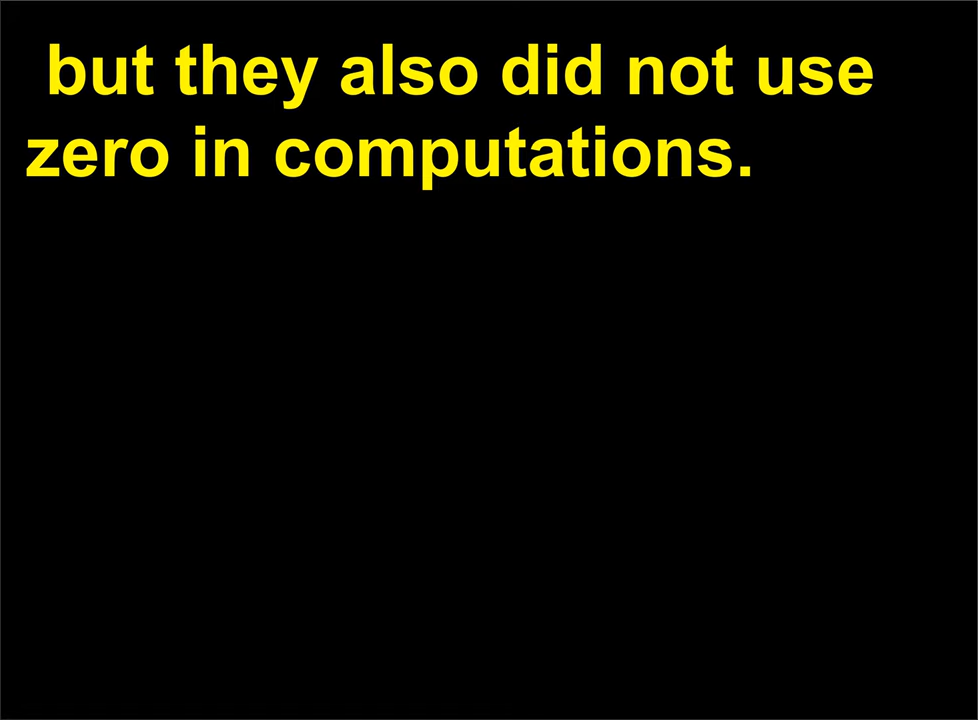 but they also did not use
zero in computations.